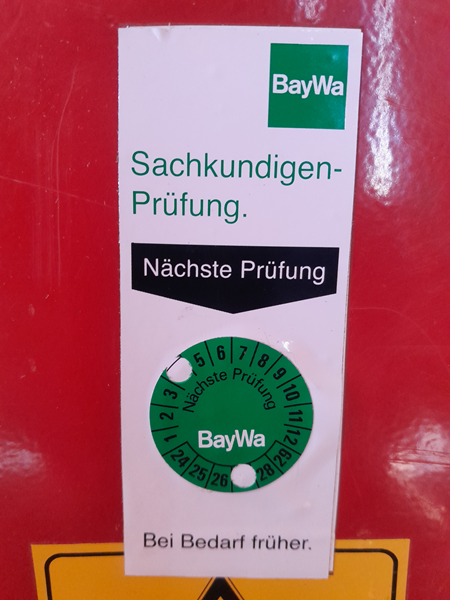 BayWa
Sachkundigen-
Prüfung.
Nächste Prüfung
1 2 3 5 6 7 8 9 10 11 12
Nächste Prüfung
BayWa
24 25 26 28 29
Bei Bedarf früher.